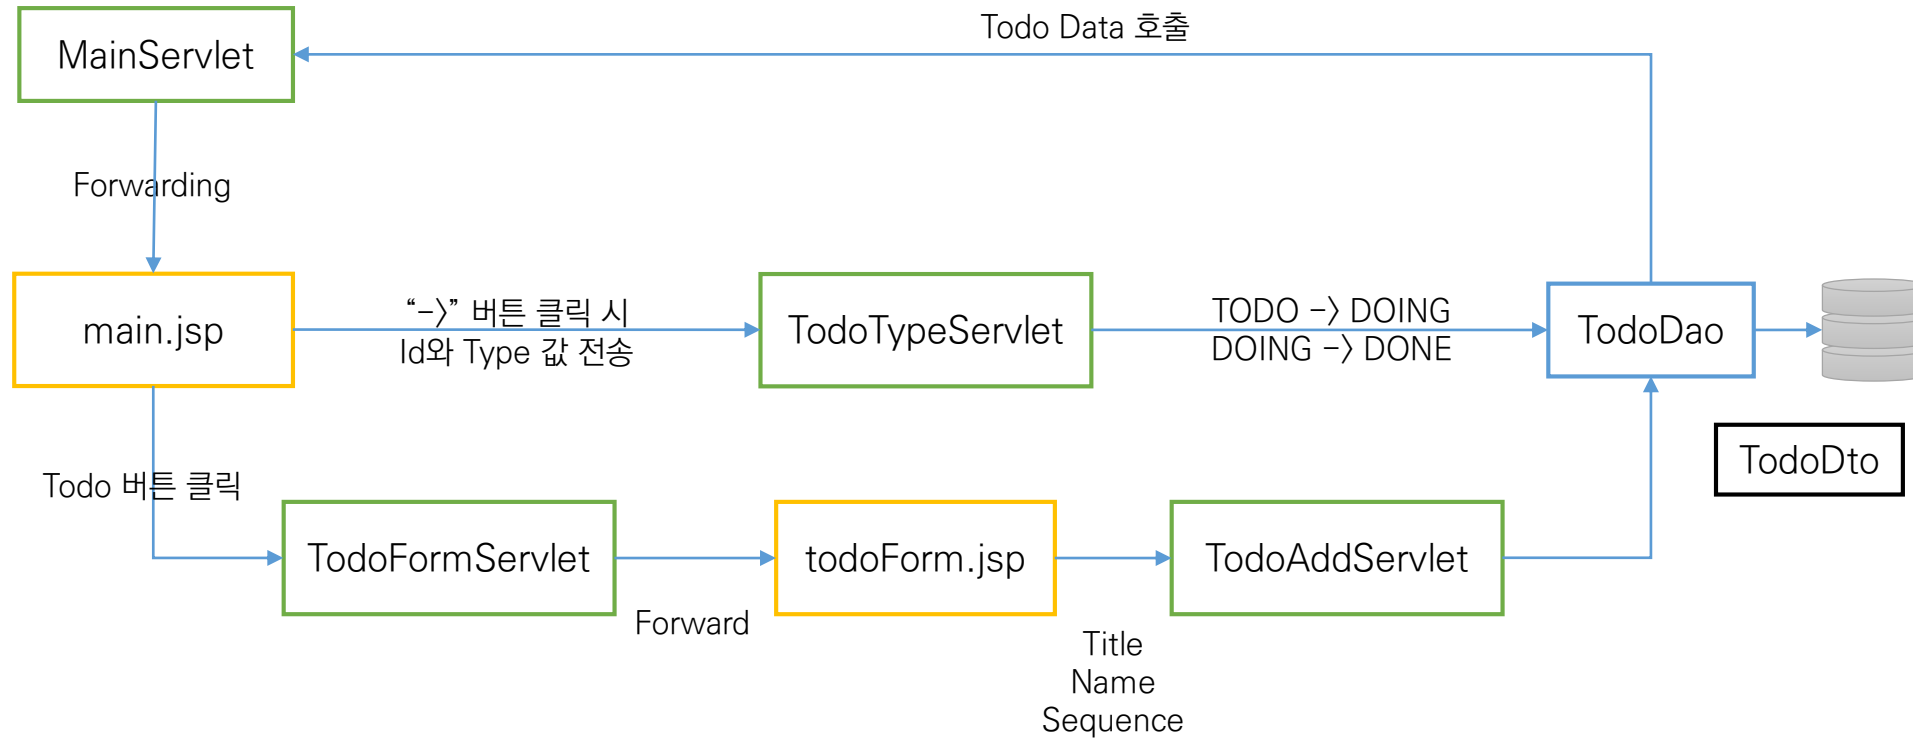 Todo Data 호출
MainServlet
Forwarding
main.jsp
“-〉” 버튼 클릭 시
Id와 Type 값 전송
TodoTypeServlet
TODO -〉 DOING
DOING -〉 DONE
TodoDao
TodoDto
Todo 버튼 클릭
TodoFormServlet
Forward
todoForm.jsp
Title
Name
Sequence
TodoAddServlet